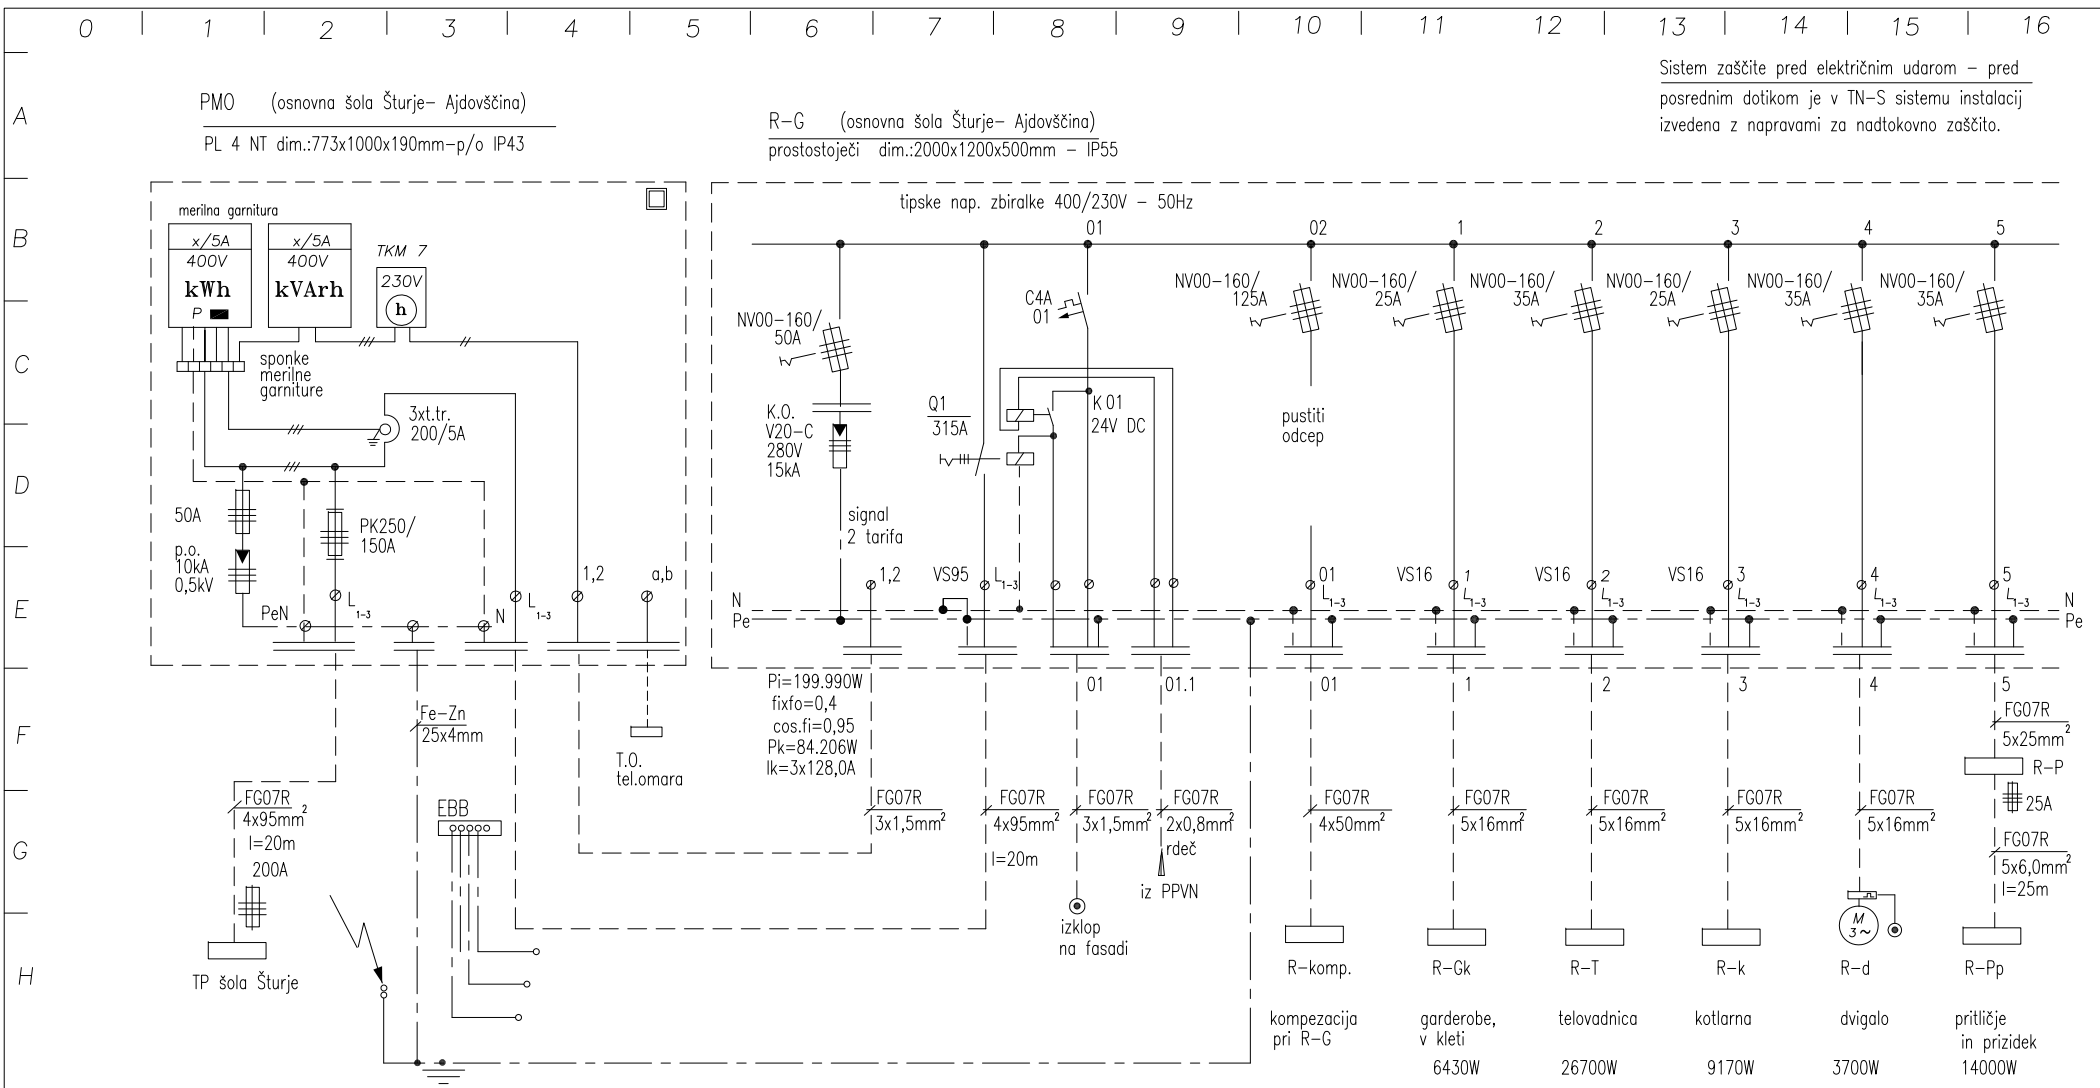 0 1 2 3 4 5 6 7 8 9 10 11 12 13 14 15 16
A
B
C
D
E
F
G
H
PMO (osnovna šola Šturje- Ajdovščina)
PL 4 NT dim.:773x1000x190mm-p/o IP43
R-G (osnovna šola Šturje- Ajdovščina)
prostostoječi dim.:2000x1200x500mm - IP55
Sistem zaščite pred električnim udarom - pred
posrednim dotikom je v TN-S sistemu instalacij
izvedena z napravami za nadtokovno zaščito.
merilna garnitura
x/5A
400V
kWh
P
x/5A
400V
kVArh
TKM 7
230V
h
sponke
merilne
garniture
3xt.tr.
200/5A
50A
p.o.
10kA
0,5kV
PK250/
150A
PeN
L1-3
N
L1-3
1,2
a,b
Fe-Zn
25x4mm
T.O.
tel.omara
FG07R
4x95mm2
l=20m
200A
TP šola Šturje
EBB
tipske nap. zbiralke 400/230V - 50Hz
01
02
1
2
3
4
5
NV00-160/
50A
K.O.
V20-C
280V
15kA
signal
2 tarifa
Q1
315A
C4A
01
K 01
24V DC
NV00-160/
125A
NV00-160/
25A
NV00-160/
35A
NV00-160/
25A
NV00-160/
35A
NV00-160/
35A
pustiti
odcep
N
Pe
1,2
VS95
L1-3
01
L1-3
VS16
1
L1-3
VS16
2
L1-3
VS16
3
L1-3
4
L1-3
5
L1-3
N
Pe
Pi=199.990W
fixfo=0,4
cos.fi=0,95
Pk=84.206W
Ik=3x128,0A
01
01.1
01
1
2
3
4
5
FG07R
3x1,5mm2
FG07R
4x95mm2
l=20m
FG07R
3x1,5mm2
FG07R
2x0,8mm2
rdeč
iz PPVN
izklop
na fasadi
FG07R
4x50mm2
FG07R
5x16mm2
FG07R
5x16mm2
FG07R
5x16mm2
FG07R
5x16mm2
FG07R
5x25mm2
R-P
25A
FG07R
5x6,0mm2
l=25m
M
3~
R-komp.
R-Gk
R-T
R-k
R-d
R-Pp
kompezacija
pri R-G
garderobe,
v kleti
6430W
telovadnica
26700W
kotlarna
9170W
dvigalo
3700W
pritličje
in prizidek
14000W